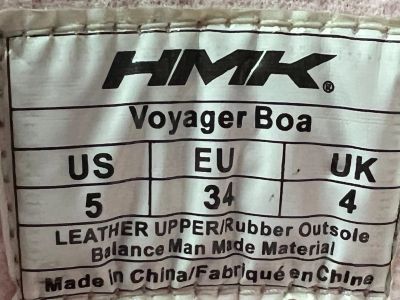 HMK®
Voyager Boa
US EU UK
5 34 4
LEATHER UPPER/Rubber Outsole
Balance Man Made Material
Made in China/Fabriqué en Chine